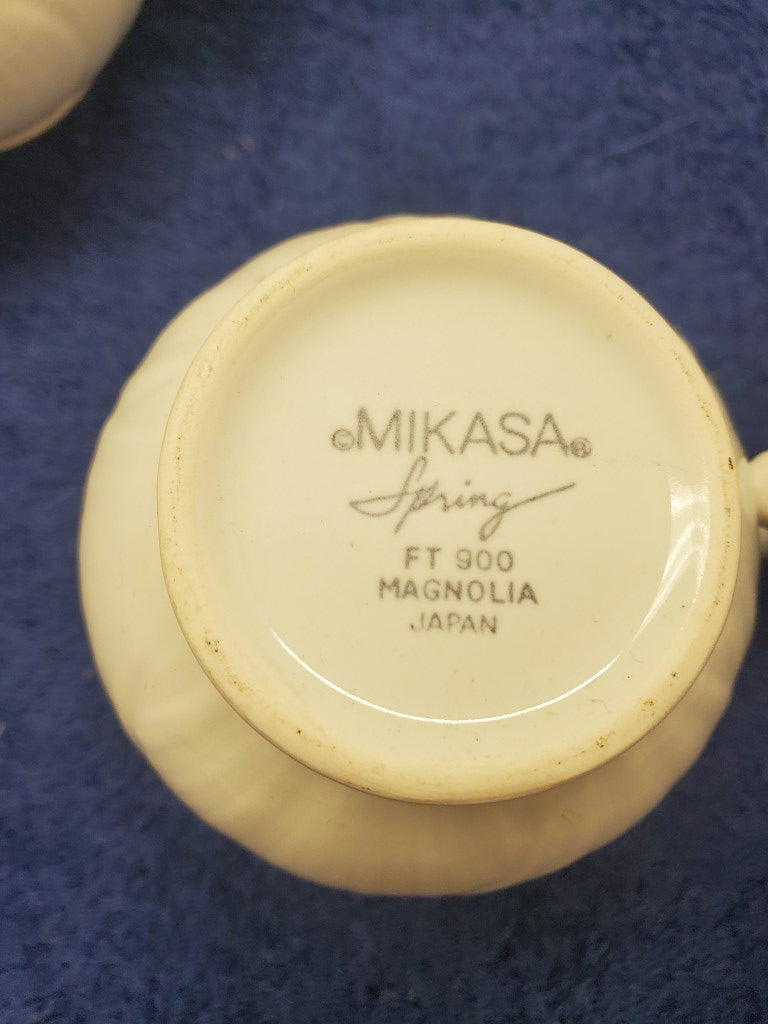 ©MIKASA®
Spring
FT 900
MAGNOLIA
JAPAN